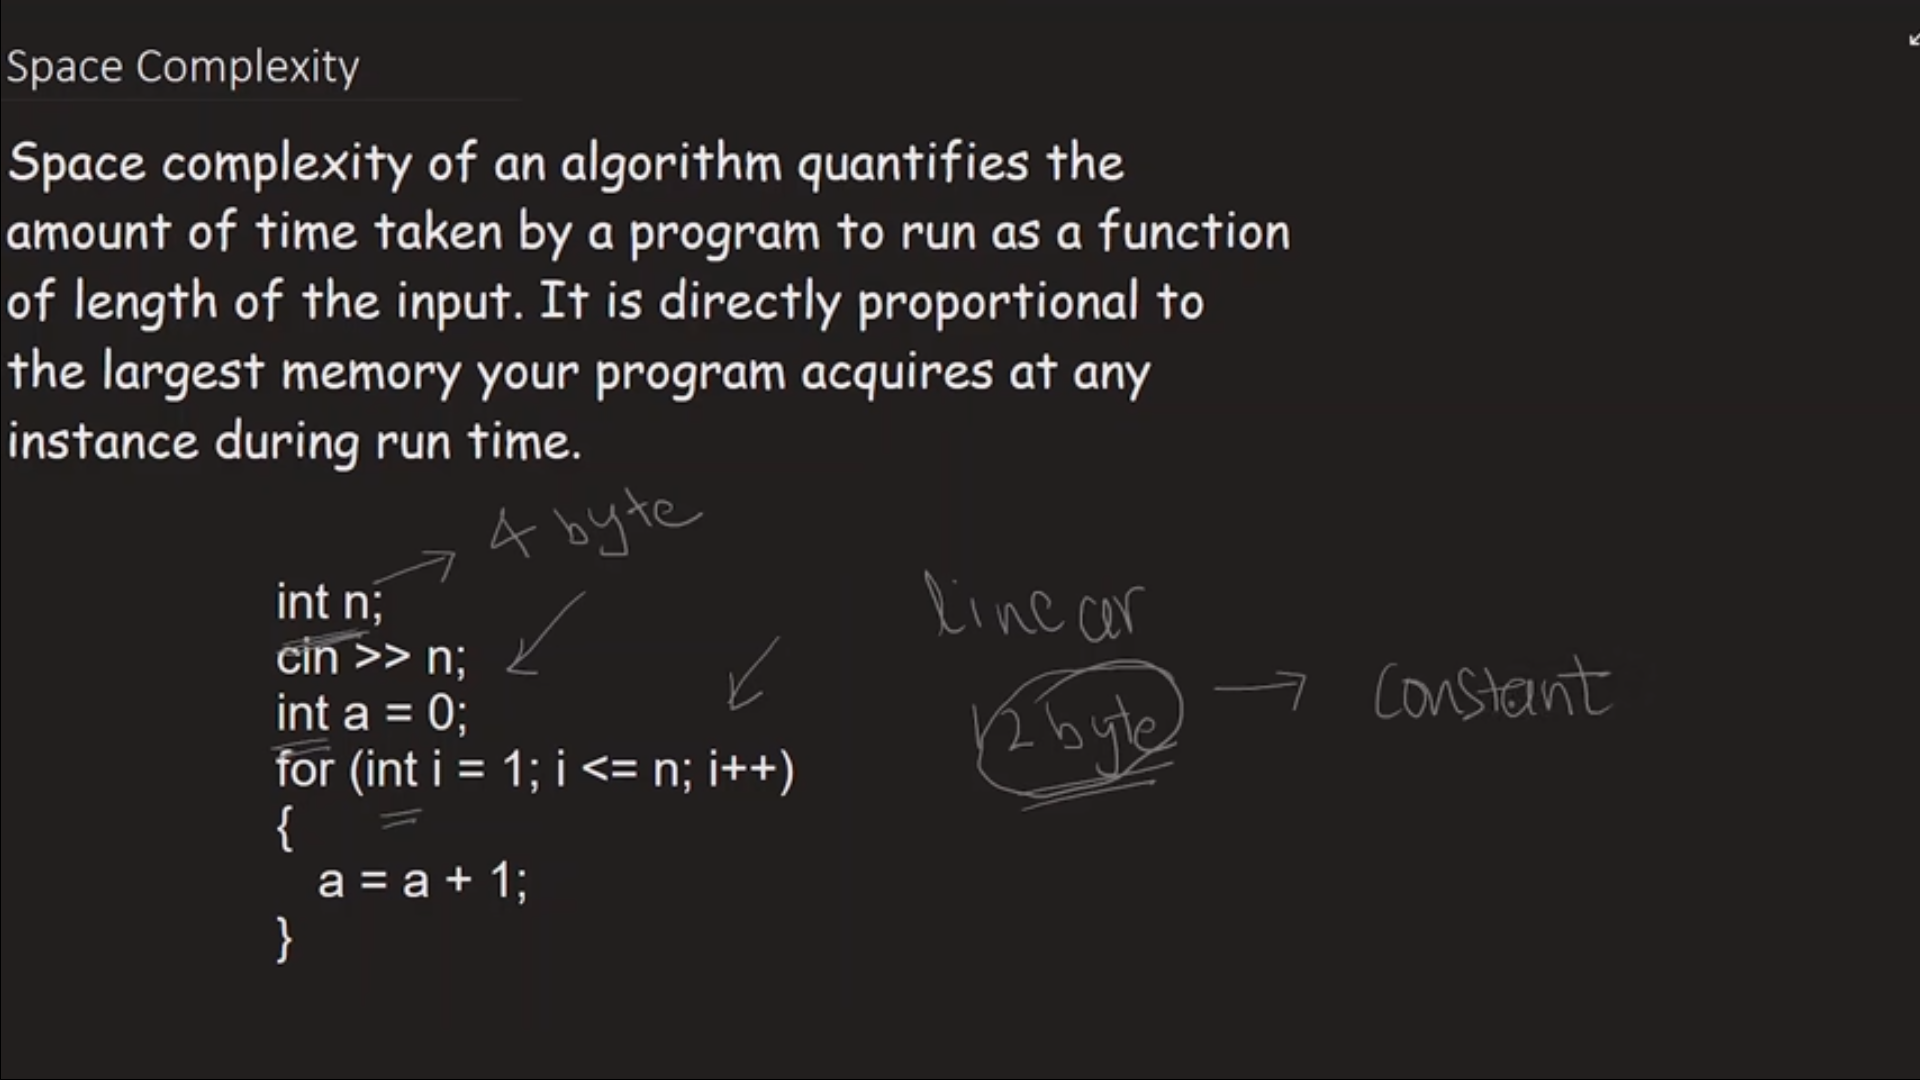 Space Complexity
Space complexity of an algorithm quantifies the
amount of time taken by a program to run as a function
of length of the input. It is directly proportional to
the largest memory your program acquires at any
instance during run time.
4 byte
int n;
cin >> n;
int a = 0;
for (int i = 1; i <= n; i++)
{
a = a + 1;
}
linear
12 byte
constant